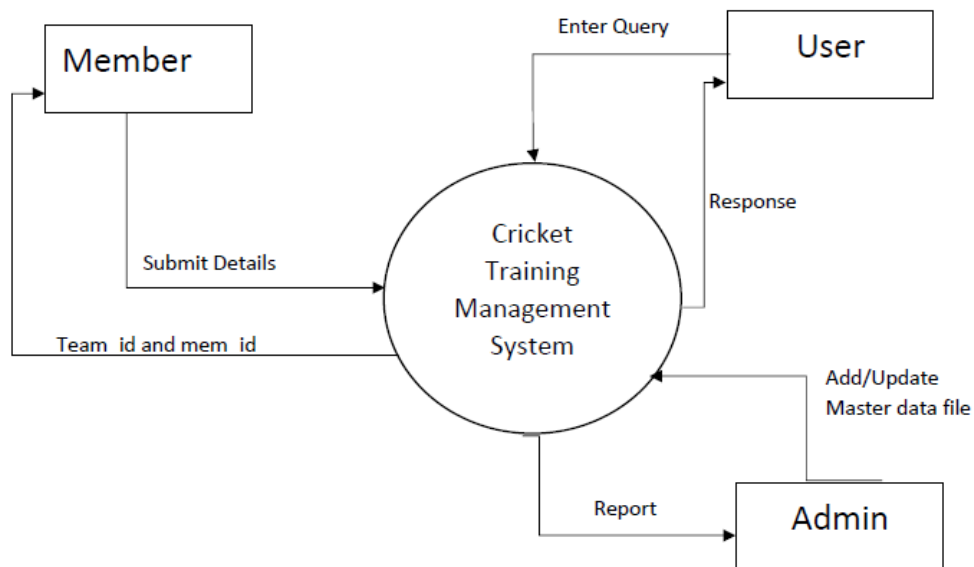 Member
Enter Query
User
Response
Cricket
Training
Management
System
Submit Details
Team_id and mem_id
Add/Update
Master data file
Report
Admin